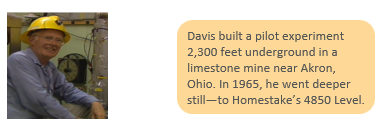 Davis built a pilot experiment
2,300 feet underground in a
limestone mine near Akron,
Ohio. In 1965, he went deeper
still—to Homestake's 4850 Level.